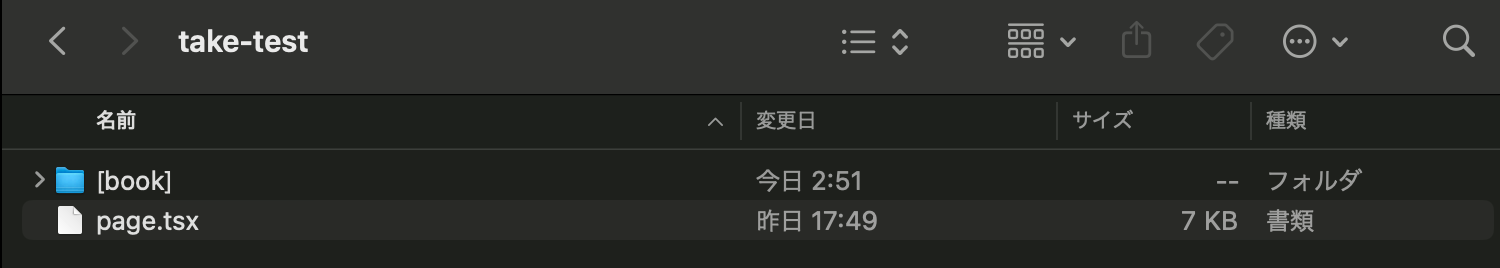 take-test
名前 変更日 サイズ 種類
[book] 今日 2:51 -- フォルダ
page.tsx 昨日 17:49 7 KB 書類